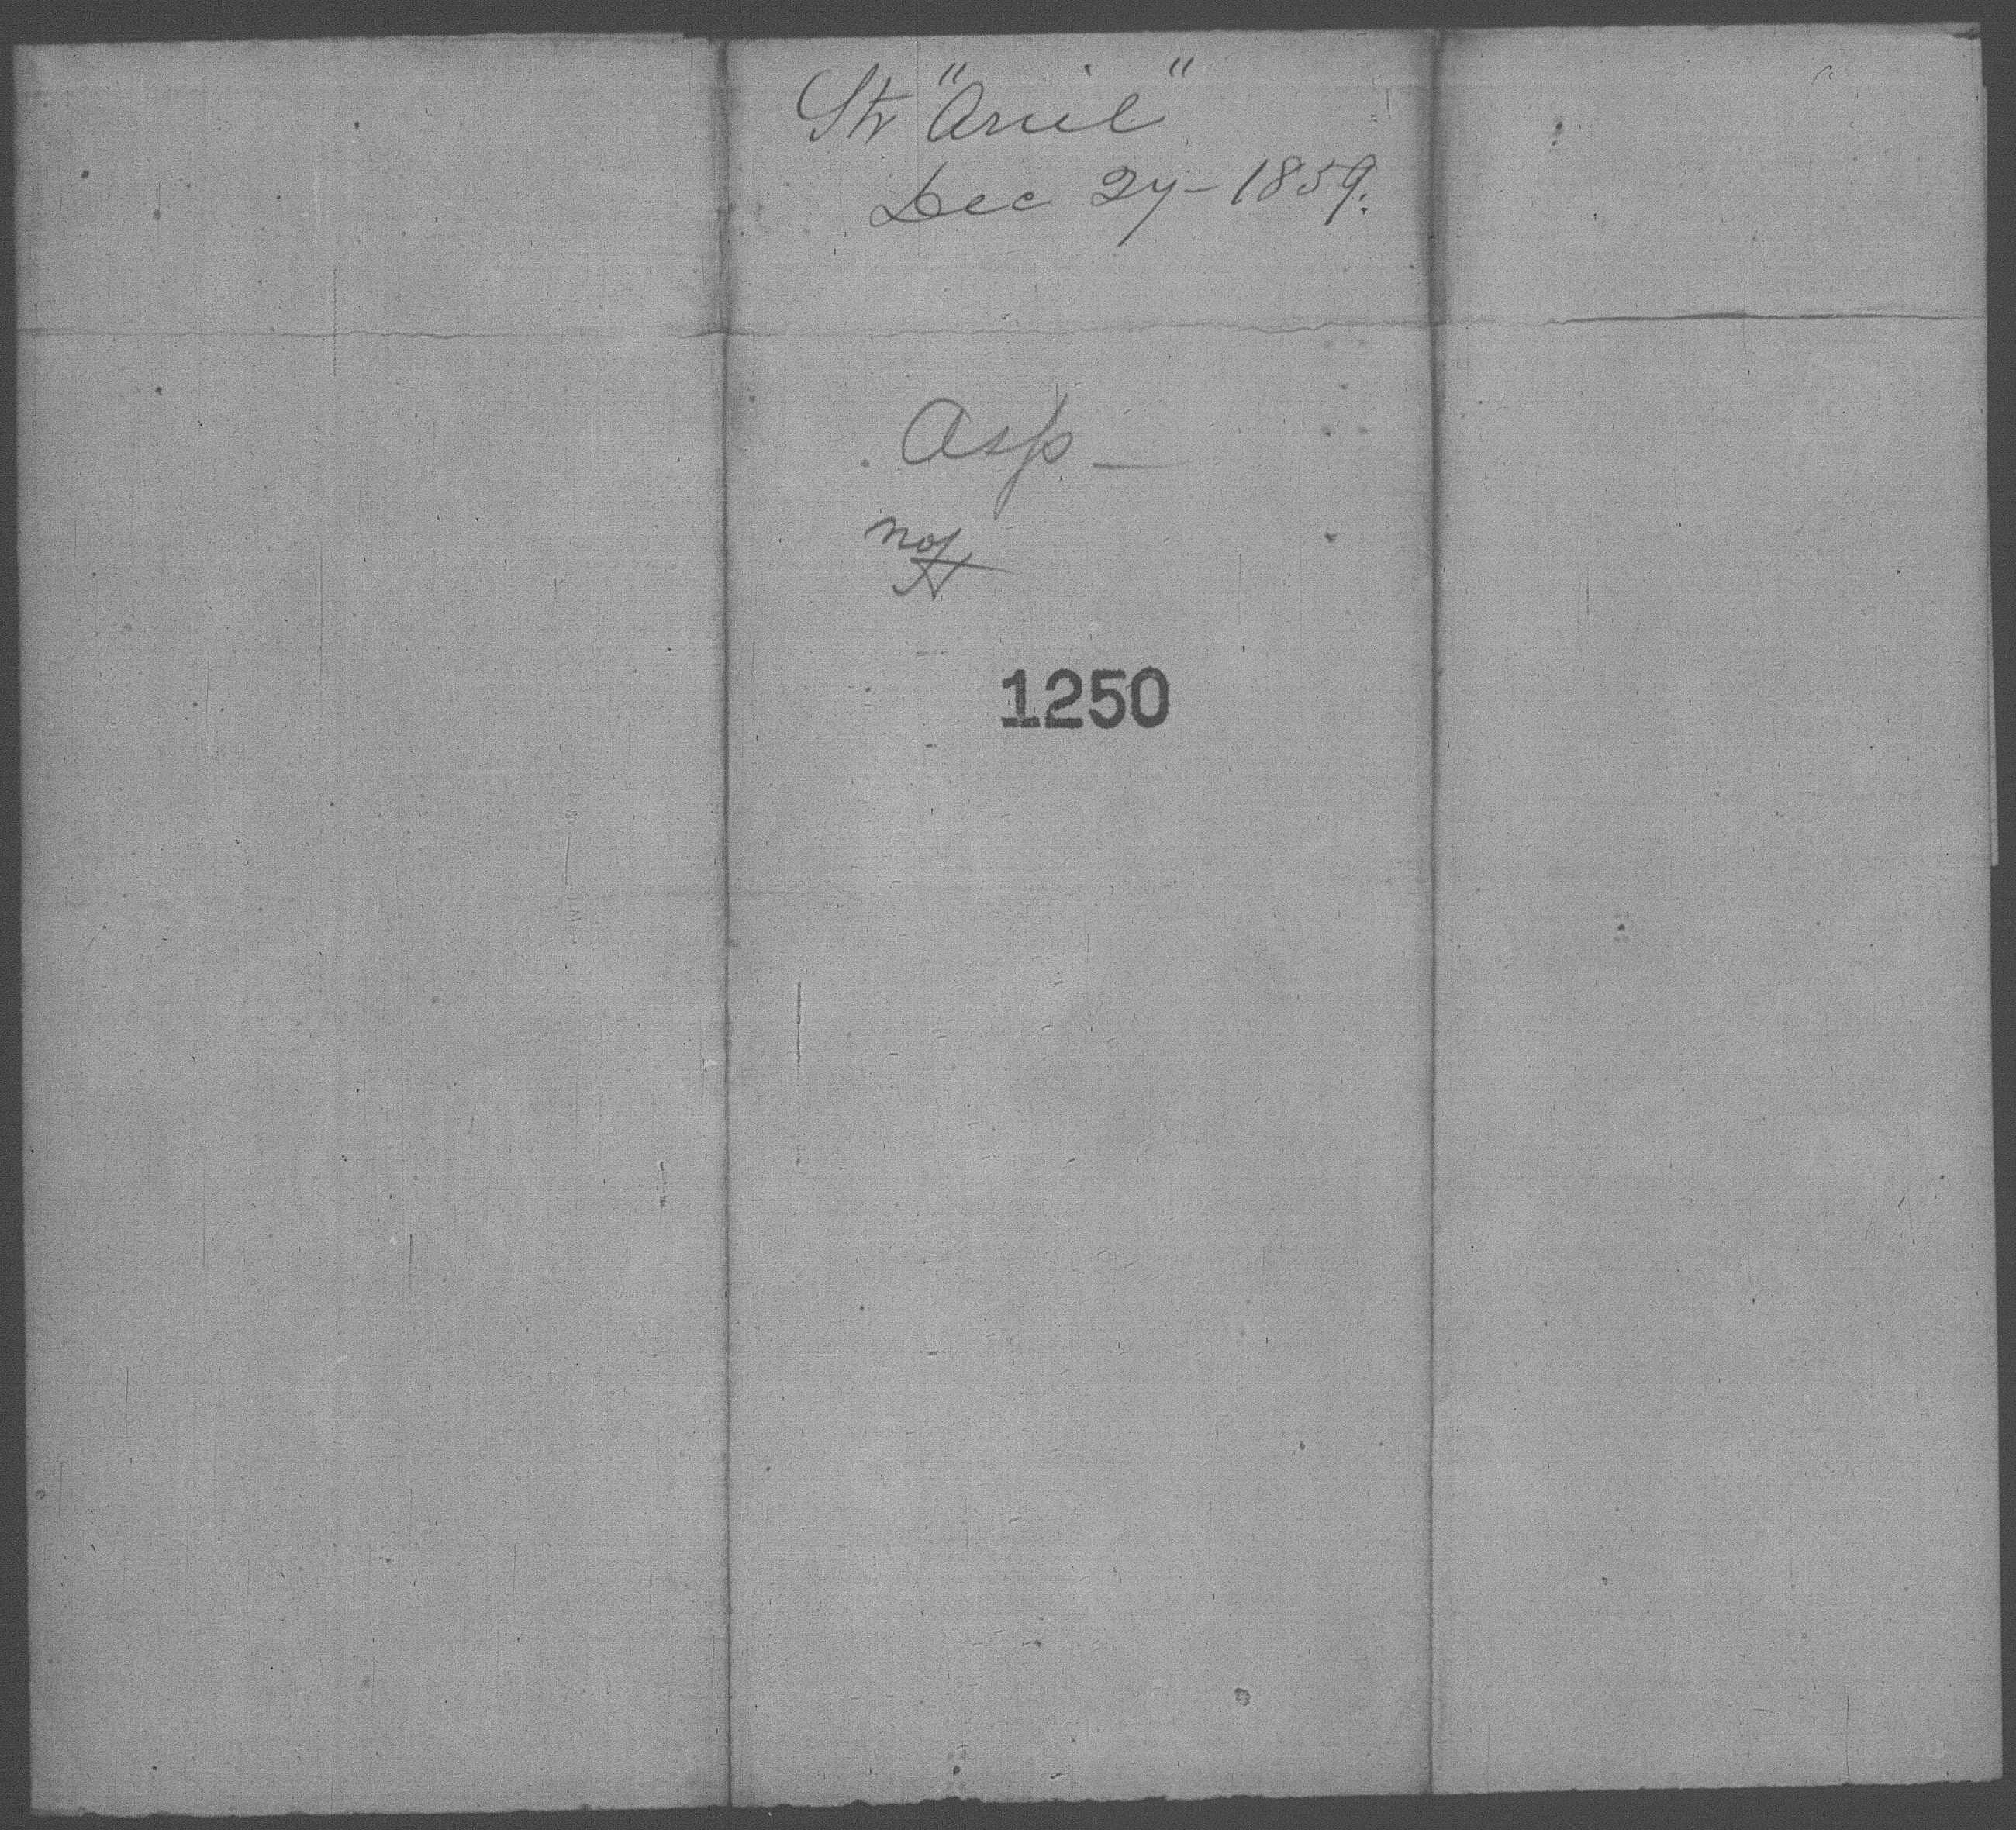 Str "Ariel"
Dec 27-1859.
Asp-
1250